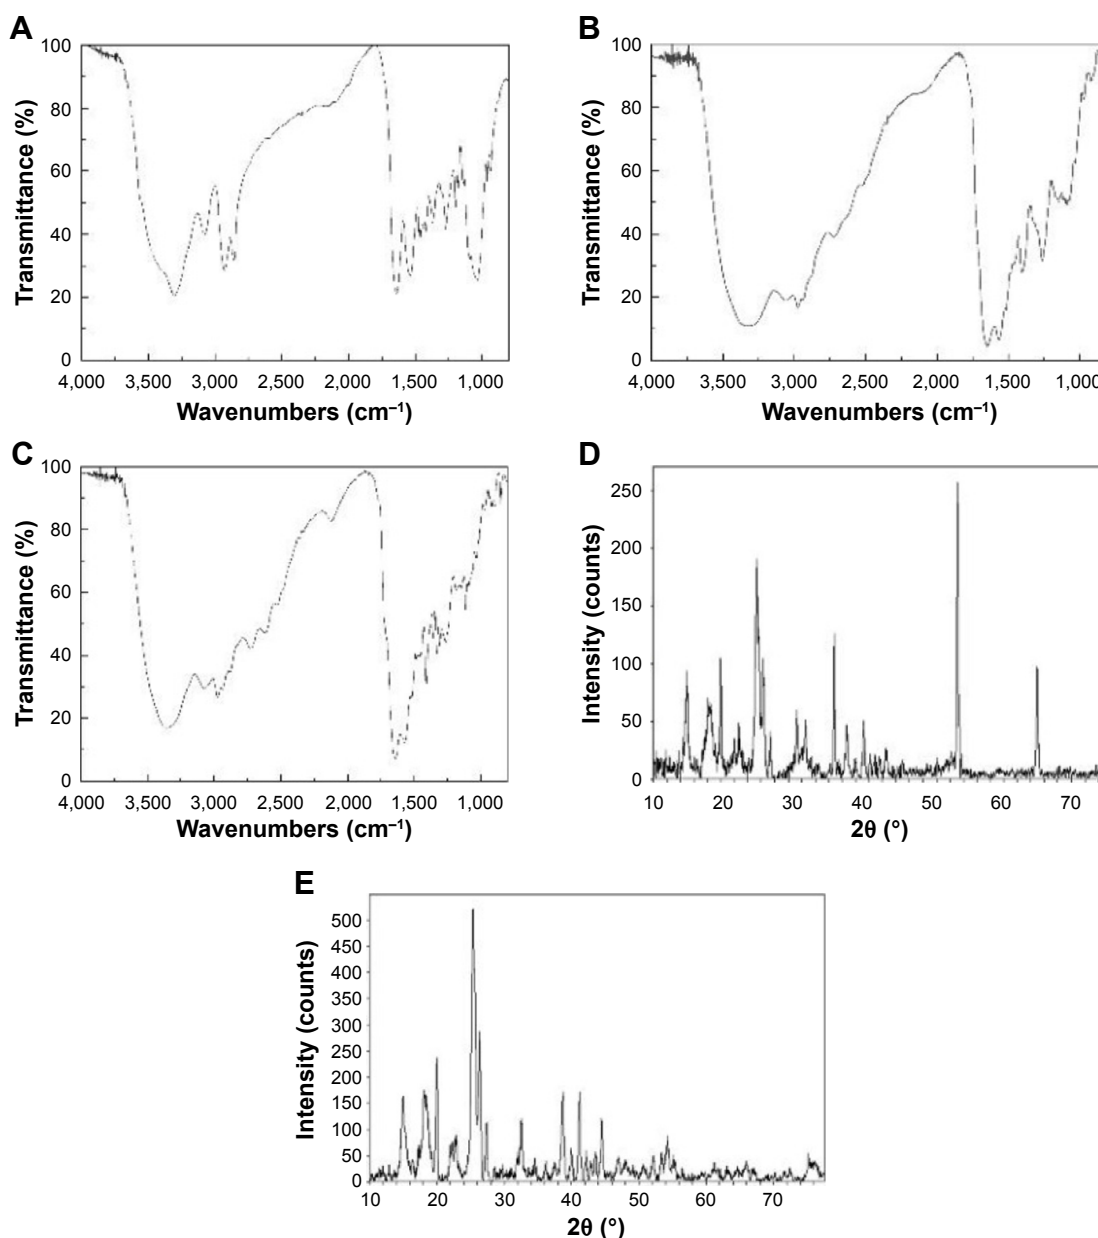 A
Transmittance (%)
100
80
60
40
20
0
4,000 3,500 3,000 2,500 2,000 1,500 1,000
Wavenumbers (cm⁻¹)
B
Transmittance (%)
100
80
60
40
20
0
4,000 3,500 3,000 2,500 2,000 1,500 1,000
Wavenumbers (cm⁻¹)
C
Transmittance (%)
100
80
60
40
20
0
4,000 3,500 3,000 2,500 2,000 1,500 1,000
Wavenumbers (cm⁻¹)
D
Intensity (counts)
250
200
150
100
50
0
10 20 30 40 50 60 70
2θ (°)
E
Intensity (counts)
500
450
400
350
300
250
200
150
100
50
0
10 20 30 40 50 60 70
2θ (°)